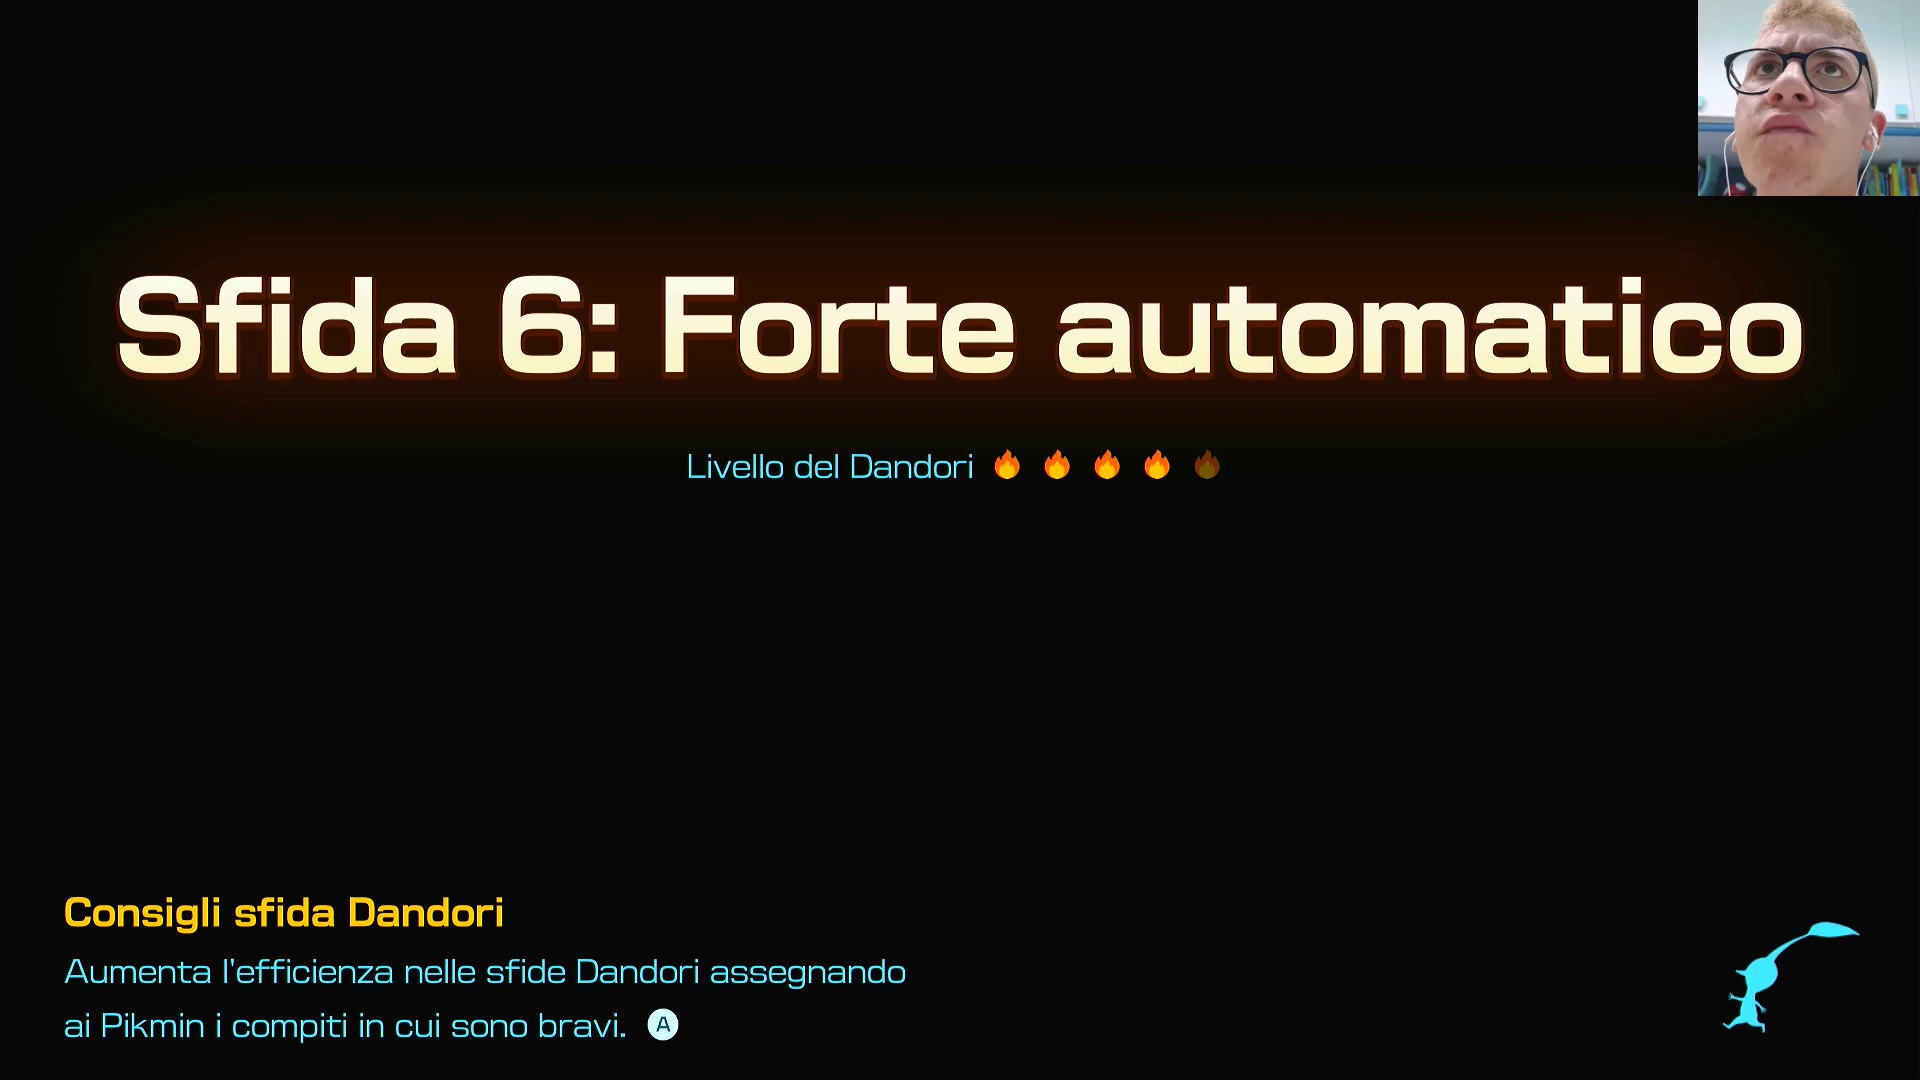 Sfida 6: Forte automatico
Livello del Dandori
Consigli sfida Dandori
Aumenta l'efficienza nelle sfide Dandori assegnando
ai Pikmin i compiti in cui sono bravi. A